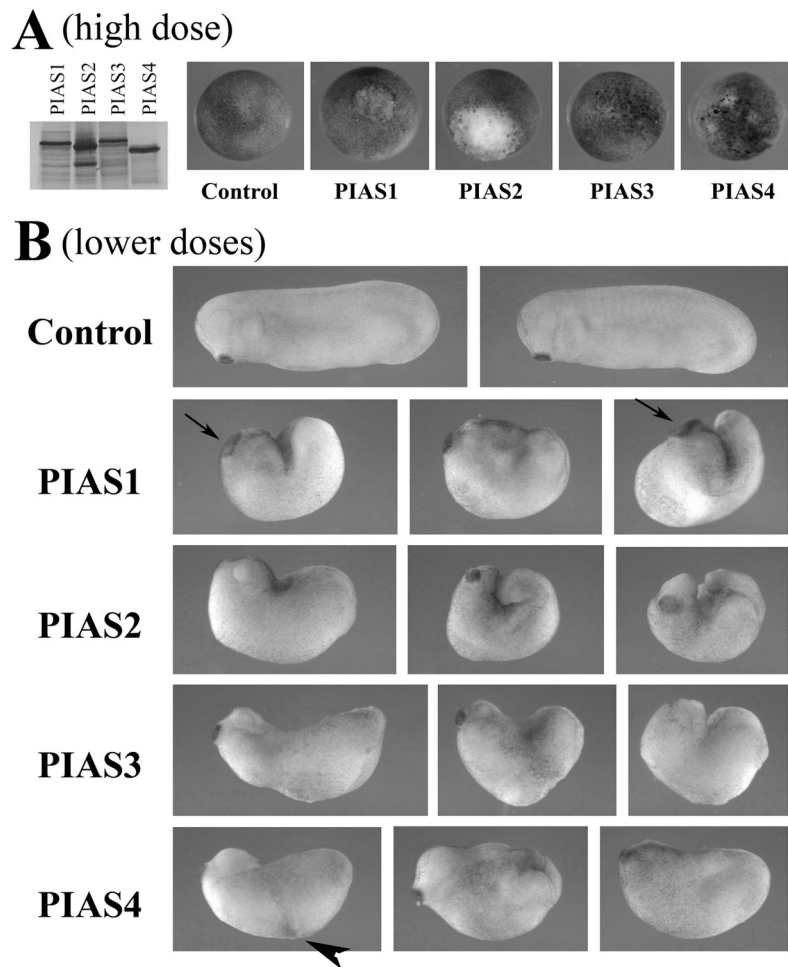 A (high dose)
PIAS1 PIAS2 PIAS3 PIAS4
Control PIAS1 PIAS2 PIAS3 PIAS4
B (lower doses)
Control
PIAS1
PIAS2
PIAS3
PIAS4